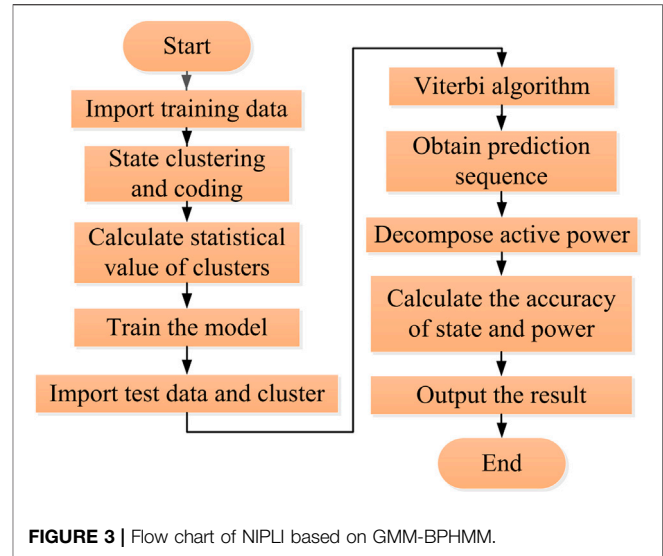 Start
Import training data
State clustering
and coding
Calculate statistical
value of clusters
Train the model
Import test data and cluster
Viterbi algorithm
Obtain prediction
sequence
Decompose active power
Calculate the accuracy
of state and power
Output the result
End
FIGURE 3 | Flow chart of NIPLI based on GMM-BPHMM.